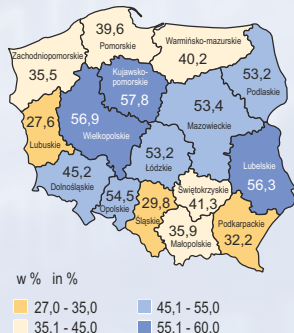 39,6
Pomorskie
Warmińsko-mazurskie
40,2
Zachodniopomorskie
35,5
Kujawsko-
pomorskie
57,8
53,2
Podlaskie
27,6
Lubuskie
56,9
Wielkopolskie
53,4
Mazowieckie
53,2
Łódzkie
45,2
Dolnośląskie
Lubelskie
56,3
54,5
Opolskie
29,8
Śląskie
Świętokrzyskie
41,3
35,9
Małopolskie
Podkarpackie
32,2
w % in %
27,0 - 35,0
45,1 - 55,0
35,1 - 45,0
55,1 - 60,0